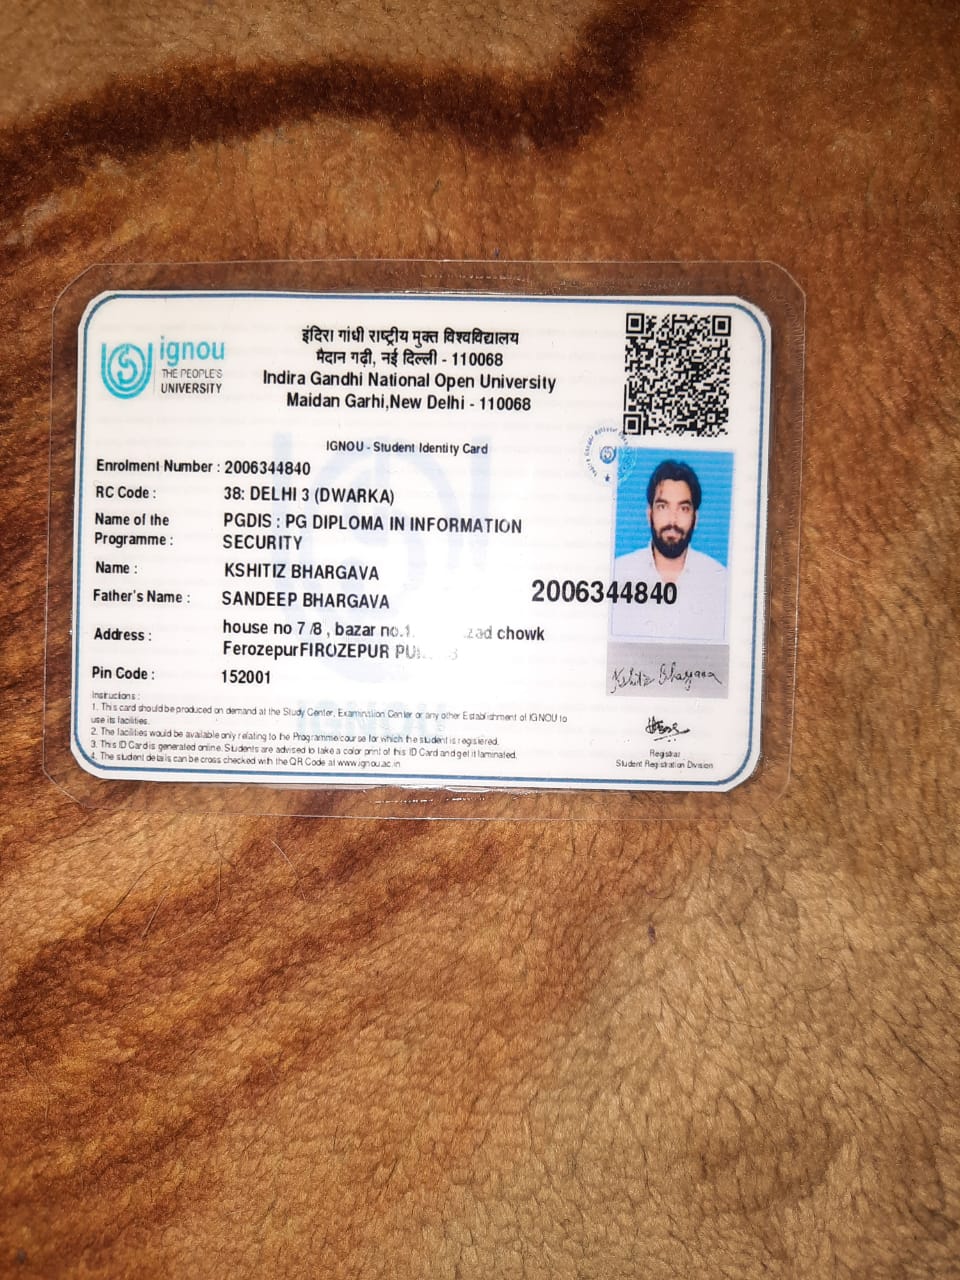 ignou
THE PEOPLE'S
UNIVERSITY
इंदिरा गांधी राष्ट्रीय मुक्त विश्वविद्यालय
मैदान गढ़ी, नई दिल्ली - 110068
Indira Gandhi National Open University
Maidan Garhi,New Delhi - 110068
IGNOU - Student Identity Card
Enrolment Number : 2006344840
RC Code : 38: DELHI 3 (DWARKA)
Name of the Programme : PGDIS : PG DIPLOMA IN INFORMATION
SECURITY
Name : KSHITIZ BHARGAVA
Father's Name : SANDEEP BHARGAVA
2006344840
Address : house no 7/8 , bazar no.1. chowk
FerozepurFIROZEPUR
Pin Code : 152001
Kshitiz Bhargava
Instructions :
1. This card should be produced on demand at the Study Center, Examination Center or any other Establishment of IGNOU to
use its facilities.
2. The facilities would be available only relating to the Programme/course for which the student is registered.
3. This ID Card is generated online. Students are advised to take a color print of this ID Card and get it laminated.
4. The student details can be cross checked with the QR Code at www.ignou.ac.in
Registrar
Student Registration Division